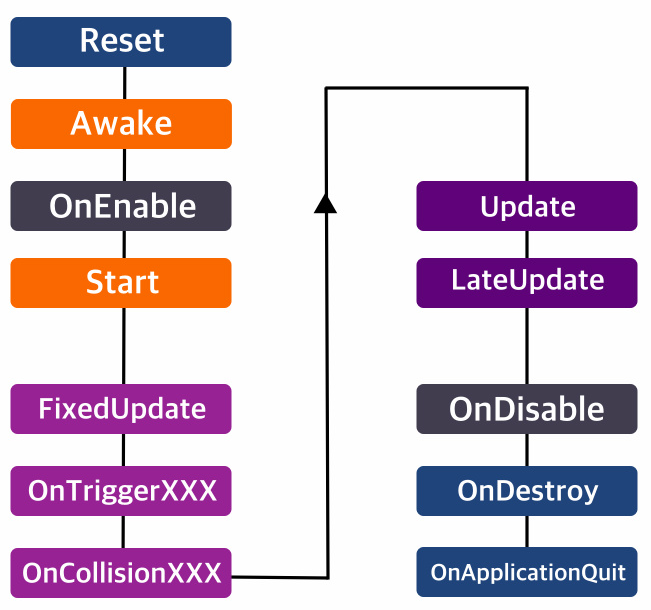 Reset
Awake
OnEnable
Start
FixedUpdate
OnTriggerXXX
OnCollisionXXX
Update
LateUpdate
OnDisable
OnDestroy
OnApplicationQuit